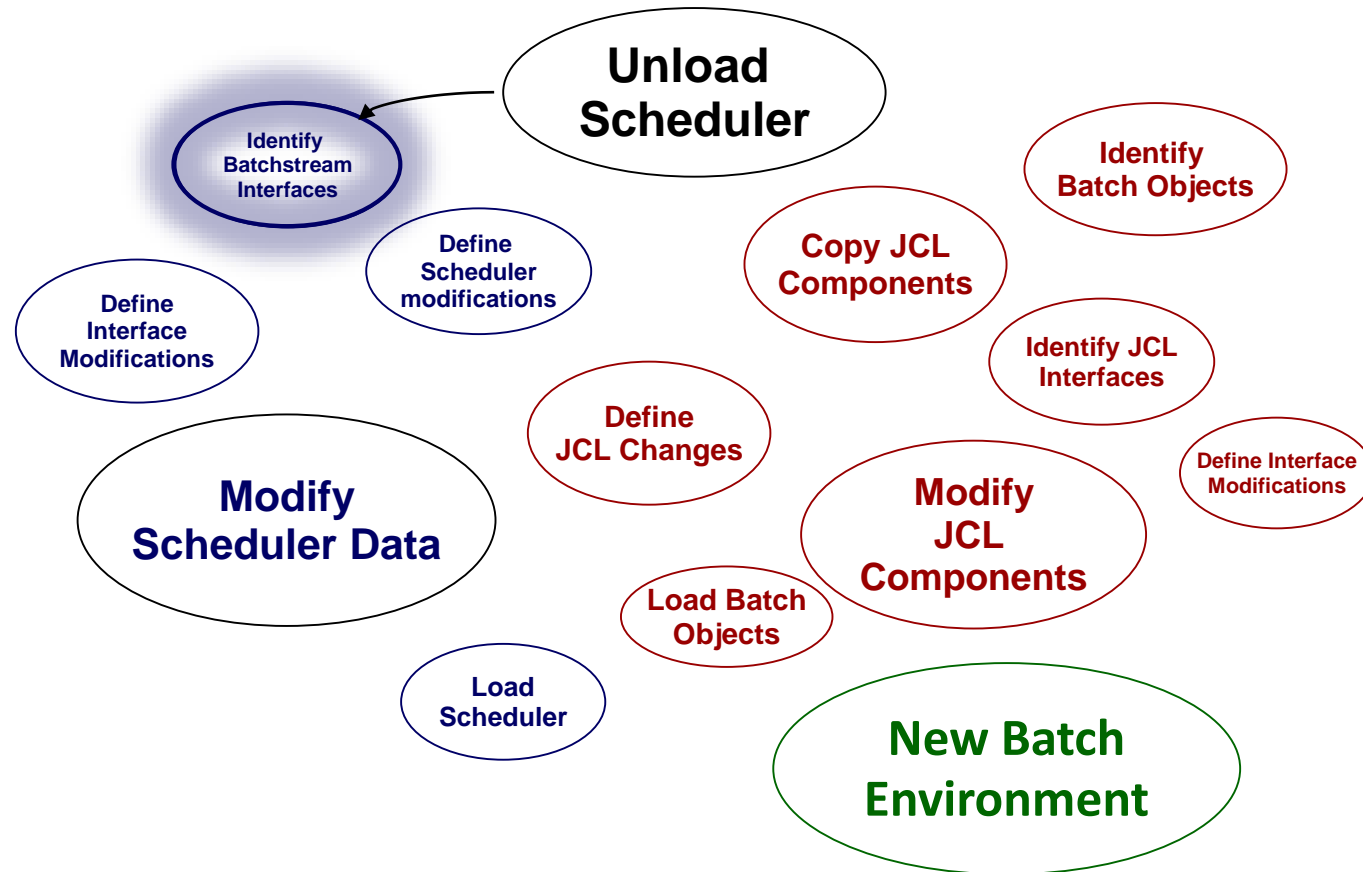 Unload
Scheduler
Identify
Batchstream
Interfaces
Identify
Batch Objects
Define
Scheduler
modifications
Copy JCL
Components
Define
Interface
Modifications
Identify JCL
Interfaces
Define
JCL Changes
Define Interface
Modifications
Modify
Scheduler Data
Modify
JCL
Components
Load Batch
Objects
Load
Scheduler
New Batch
Environment